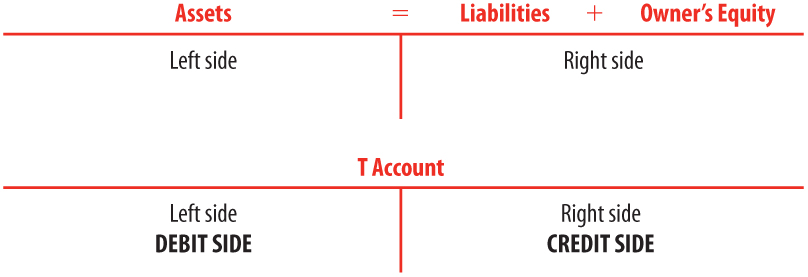 Assets = Liabilities + Owner’s Equity
Left side Right side
T Account
Left side Right side
DEBIT SIDE CREDIT SIDE